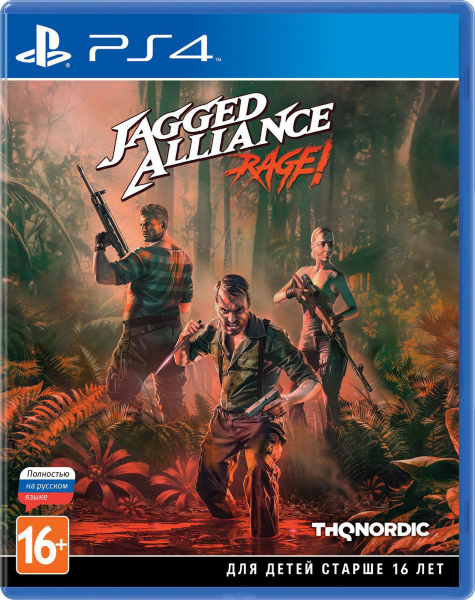 PS4
JAGGED
ALLIANCE
RAGE!
Полностью
на русском
языке
16+
THQNORDIC
ДЛЯ ДЕТЕЙ СТАРШЕ 16 ЛЕТ